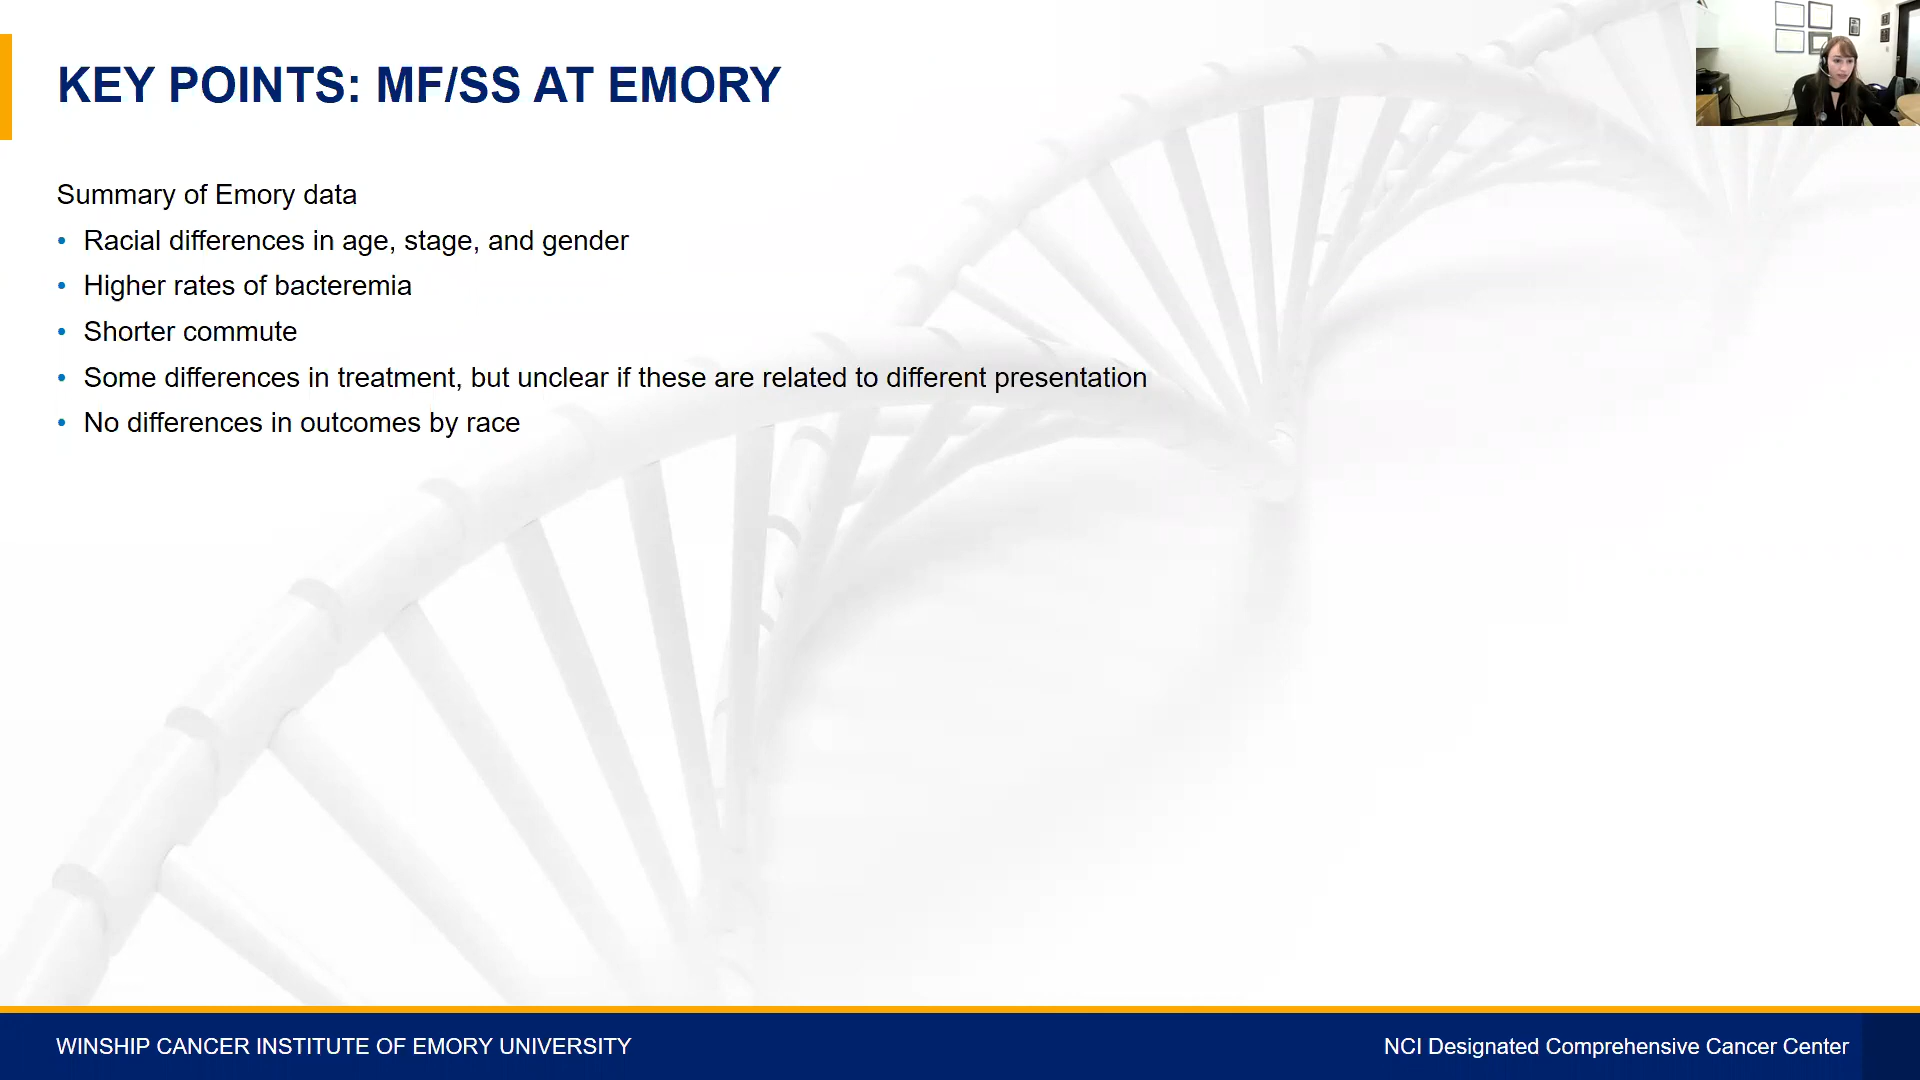 KEY POINTS: MF/SS AT EMORY
Summary of Emory data
• Racial differences in age, stage, and gender
• Higher rates of bacteremia
• Shorter commute
• Some differences in treatment, but unclear if these are related to different presentation
• No differences in outcomes by race
WINSHIP CANCER INSTITUTE OF EMORY UNIVERSITY
NCI Designated Comprehensive Cancer Center